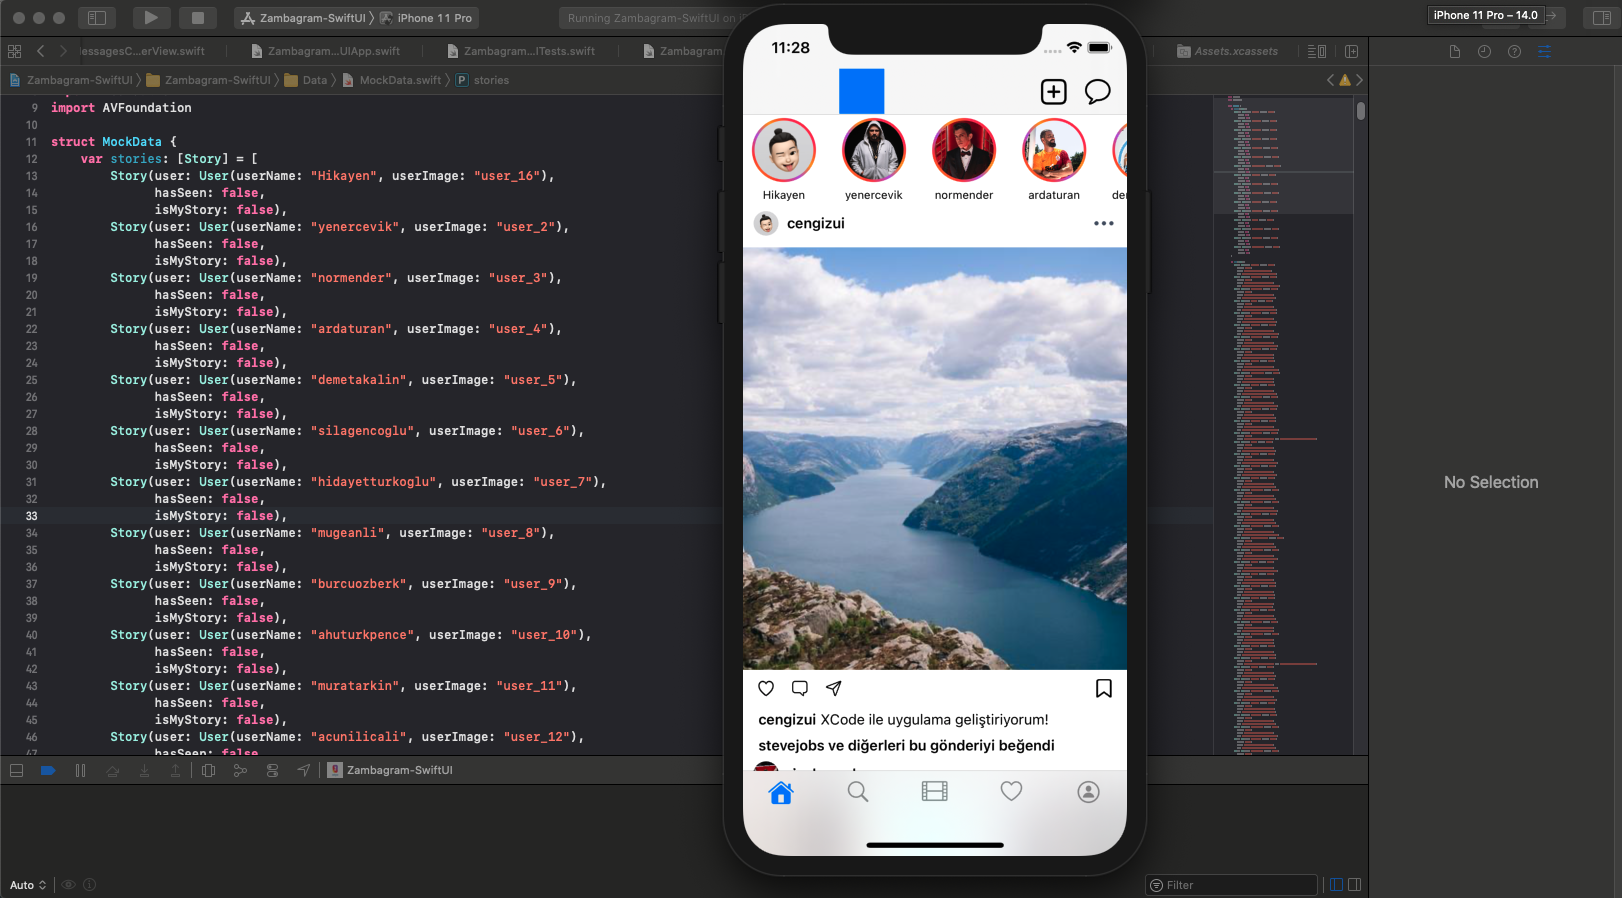 Zambagram-SwiftUI
iPhone 11 Pro
Running Zambagram-SwiftUI on
iPhone 11 Pro – 14.0
essagesC...erView.swift
Zambagram...UIApp.swift
Zambagram...ITests.swift
Zambagram
Assets.xcassets
Zambagram-SwiftUI
Zambagram-SwiftUI
Data
MockData.swift
P stories
9 import AVFoundation
10
11 struct MockData {
12 var stories: [Story] = [
13 Story(user: User(userName: "Hikayen", userImage: "user_16"),
14 hasSeen: false,
15 isMyStory: false),
16 Story(user: User(userName: "yenercevik", userImage: "user_2"),
17 hasSeen: false,
18 isMyStory: false),
19 Story(user: User(userName: "normender", userImage: "user_3"),
20 hasSeen: false,
21 isMyStory: false),
22 Story(user: User(userName: "ardaturan", userImage: "user_4"),
23 hasSeen: false,
24 isMyStory: false),
25 Story(user: User(userName: "demetakalin", userImage: "user_5"),
26 hasSeen: false,
27 isMyStory: false),
28 Story(user: User(userName: "silagencoglu", userImage: "user_6"),
29 hasSeen: false,
30 isMyStory: false),
31 Story(user: User(userName: "hidayetturkoglu", userImage: "user_7"),
32 hasSeen: false,
33 isMyStory: false),
34 Story(user: User(userName: "mugeanli", userImage: "user_8"),
35 hasSeen: false,
36 isMyStory: false),
37 Story(user: User(userName: "burcuozberk", userImage: "user_9"),
38 hasSeen: false,
39 isMyStory: false),
40 Story(user: User(userName: "ahuturkpence", userImage: "user_10"),
41 hasSeen: false,
42 isMyStory: false),
43 Story(user: User(userName: "muratarkin", userImage: "user_11"),
44 hasSeen: false,
45 isMyStory: false),
46 Story(user: User(userName: "acunilicali", userImage: "user_12"),
47 hasSeen: false,
Zambagram-SwiftUI
Auto
Filter
No Selection
11:28
Hikayen
yenercevik
normender
ardaturan
cengizui
cengizui XCode ile uygulama geliştiriyorum!
stevejobs ve diğerleri bu gönderiyi beğendi